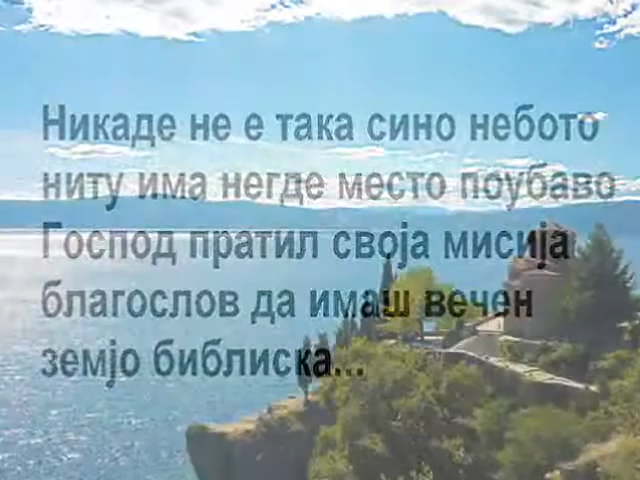 Никаде не е така сино небото
ниту има негде место поубаво
Господ пратил своја мисија
благослов да имаш вечен
земјо библиска...